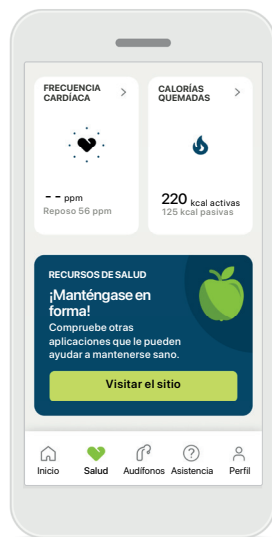 FRECUENCIA
CARDÍACA
CALORÍAS
QUEMADAS
-- ppm
Reposo 56 ppm
220 kcal activas
125 kcal pasivas
RECURSOS DE SALUD
¡Manténgase en
forma!
Compruebe otras
aplicaciones que le pueden
ayudar a mantenerse sano.
Visitar el sitio
Inicio
Salud
Audífonos
Asistencia
Perfil